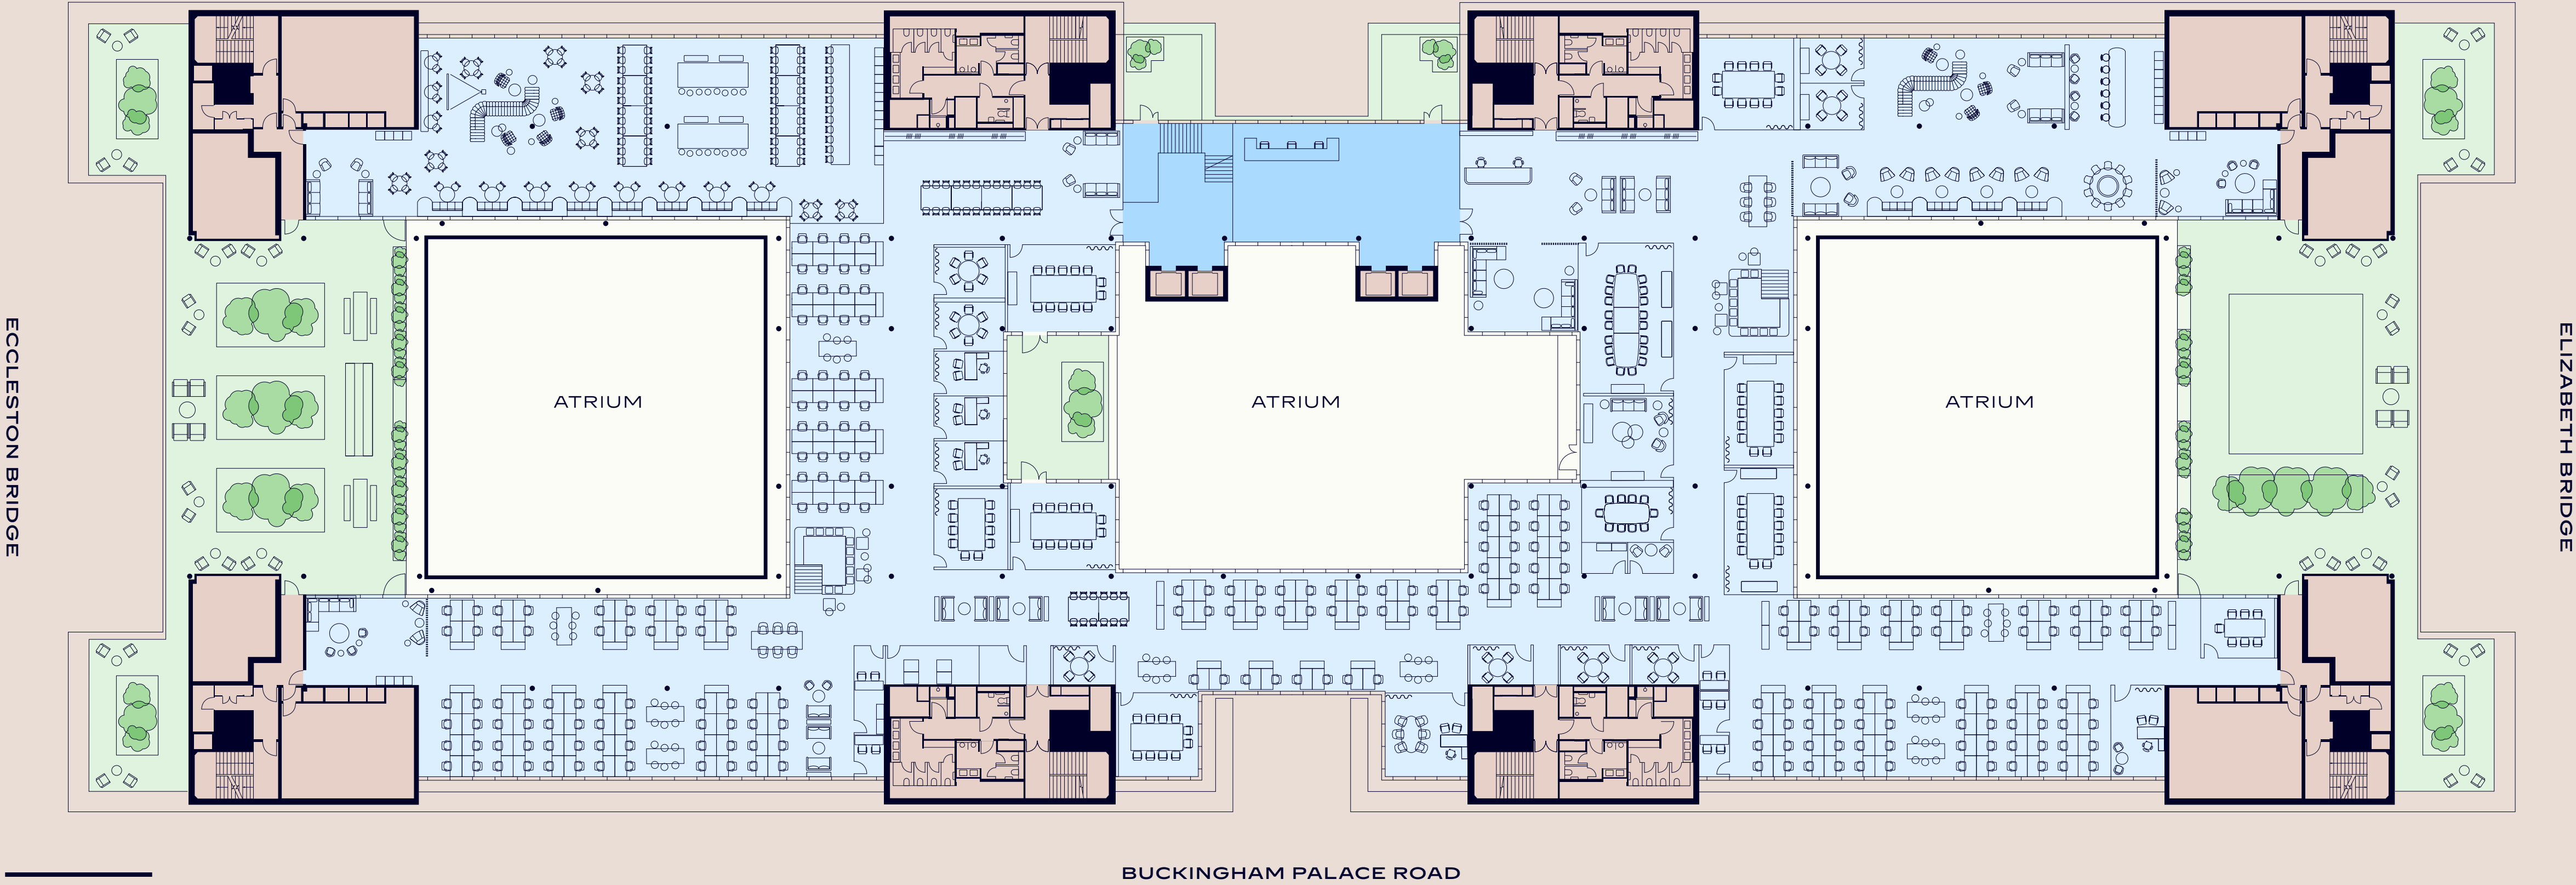 ECCLESTON BRIDGE
ATRIUM
ATRIUM
ATRIUM
ELIZABETH BRIDGE
BUCKINGHAM PALACE ROAD